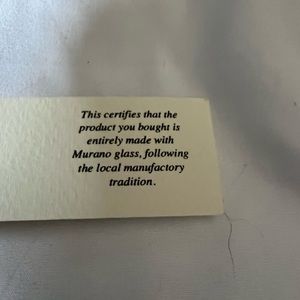 This certifies that the
product you bought is
entirely made with
Murano glass, following
the local manufactory
tradition.